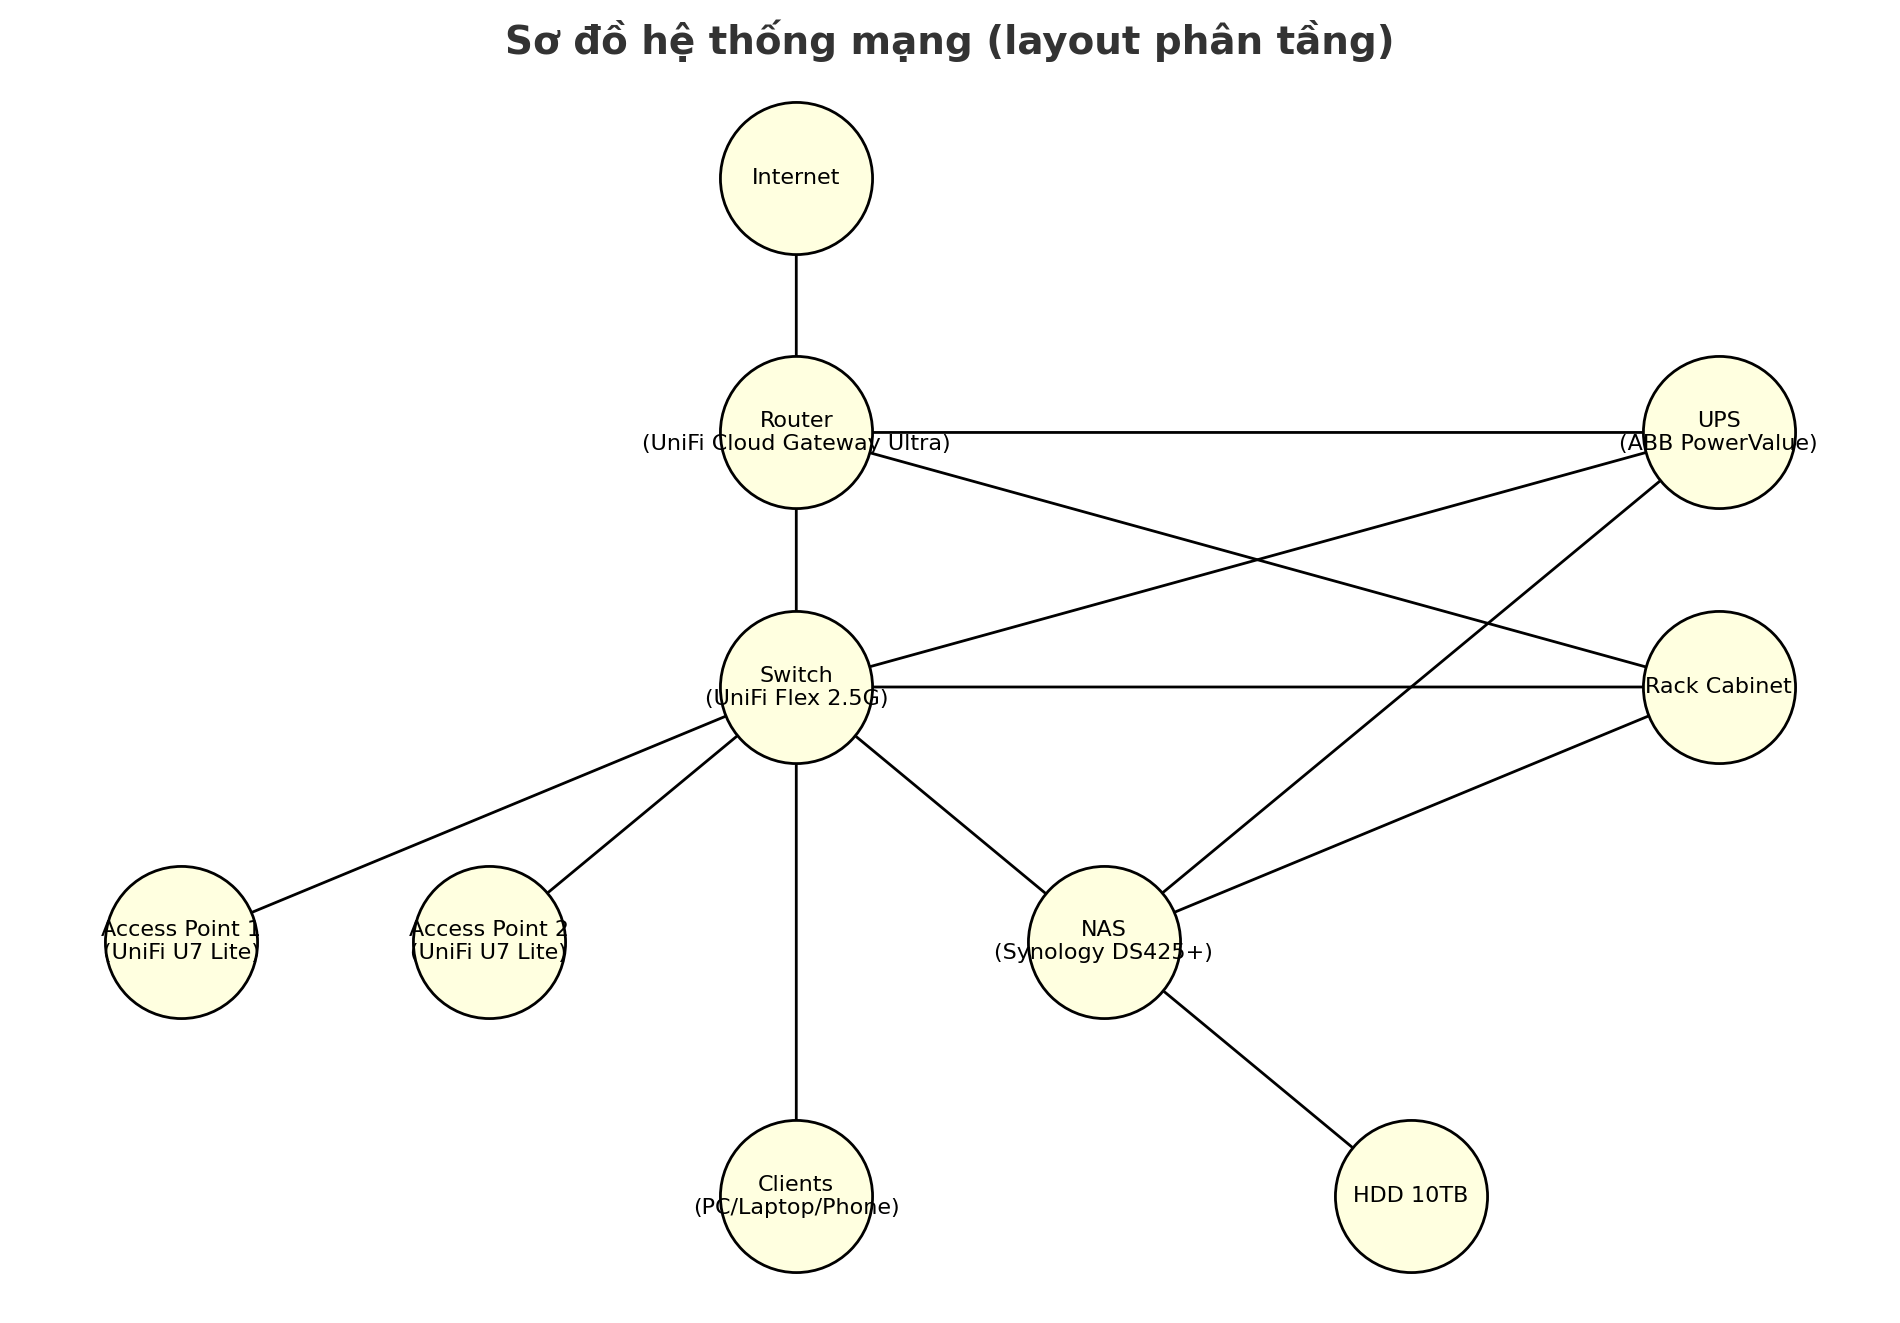 Sơ đồ hệ thống mạng (layout phân tầng)
Internet
Router
(UniFi Cloud Gateway Ultra)
UPS
(ABB PowerValue)
Switch
(UniFi Flex 2.5G)
Rack Cabinet
Access Point 1
(UniFi U7 Lite)
Access Point 2
(UniFi U7 Lite)
NAS
(Synology DS425+)
Clients
(PC/Laptop/Phone)
HDD 10TB